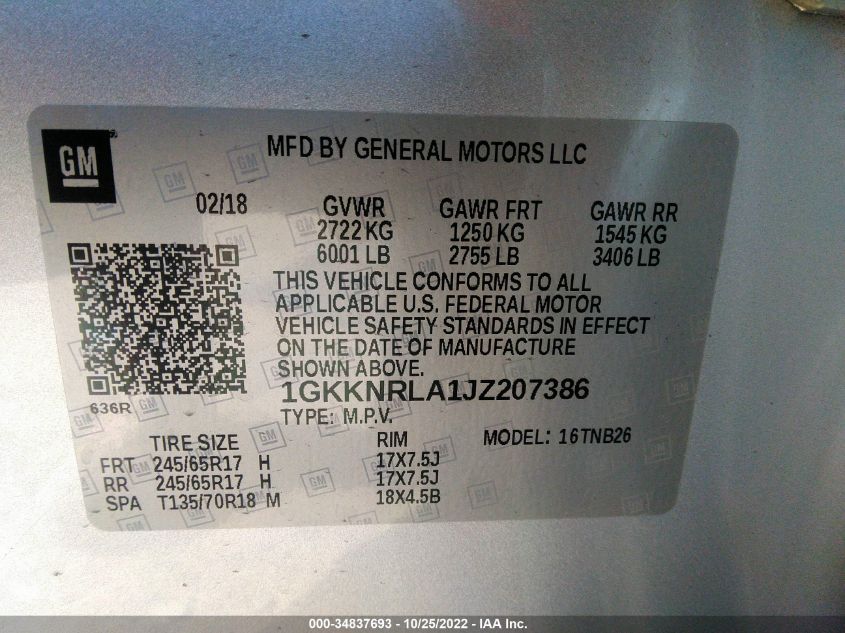 GM
MFD BY GENERAL MOTORS LLC
02/18 GVWR GAWR FRT GAWR RR
2722 KG 1250 KG 1545 KG
6001 LB 2755 LB 3406 LB
THIS VEHICLE CONFORMS TO ALL
APPLICABLE U.S. FEDERAL MOTOR
VEHICLE SAFETY STANDARDS IN EFFECT
ON THE DATE OF MANUFACTURE
SHOWN ABOVE.
1GKKNRLA1JZ207386
636R
TYPE: M.P.V.
TIRE SIZE RIM MODEL: 16TNB26
FRT 245/65R17 H 17X7.5J
RR 245/65R17 H 17X7.5J
SPA T135/70R18 M 18X4.5B
000-34837693 - 10/25/2022 - IAA Inc.